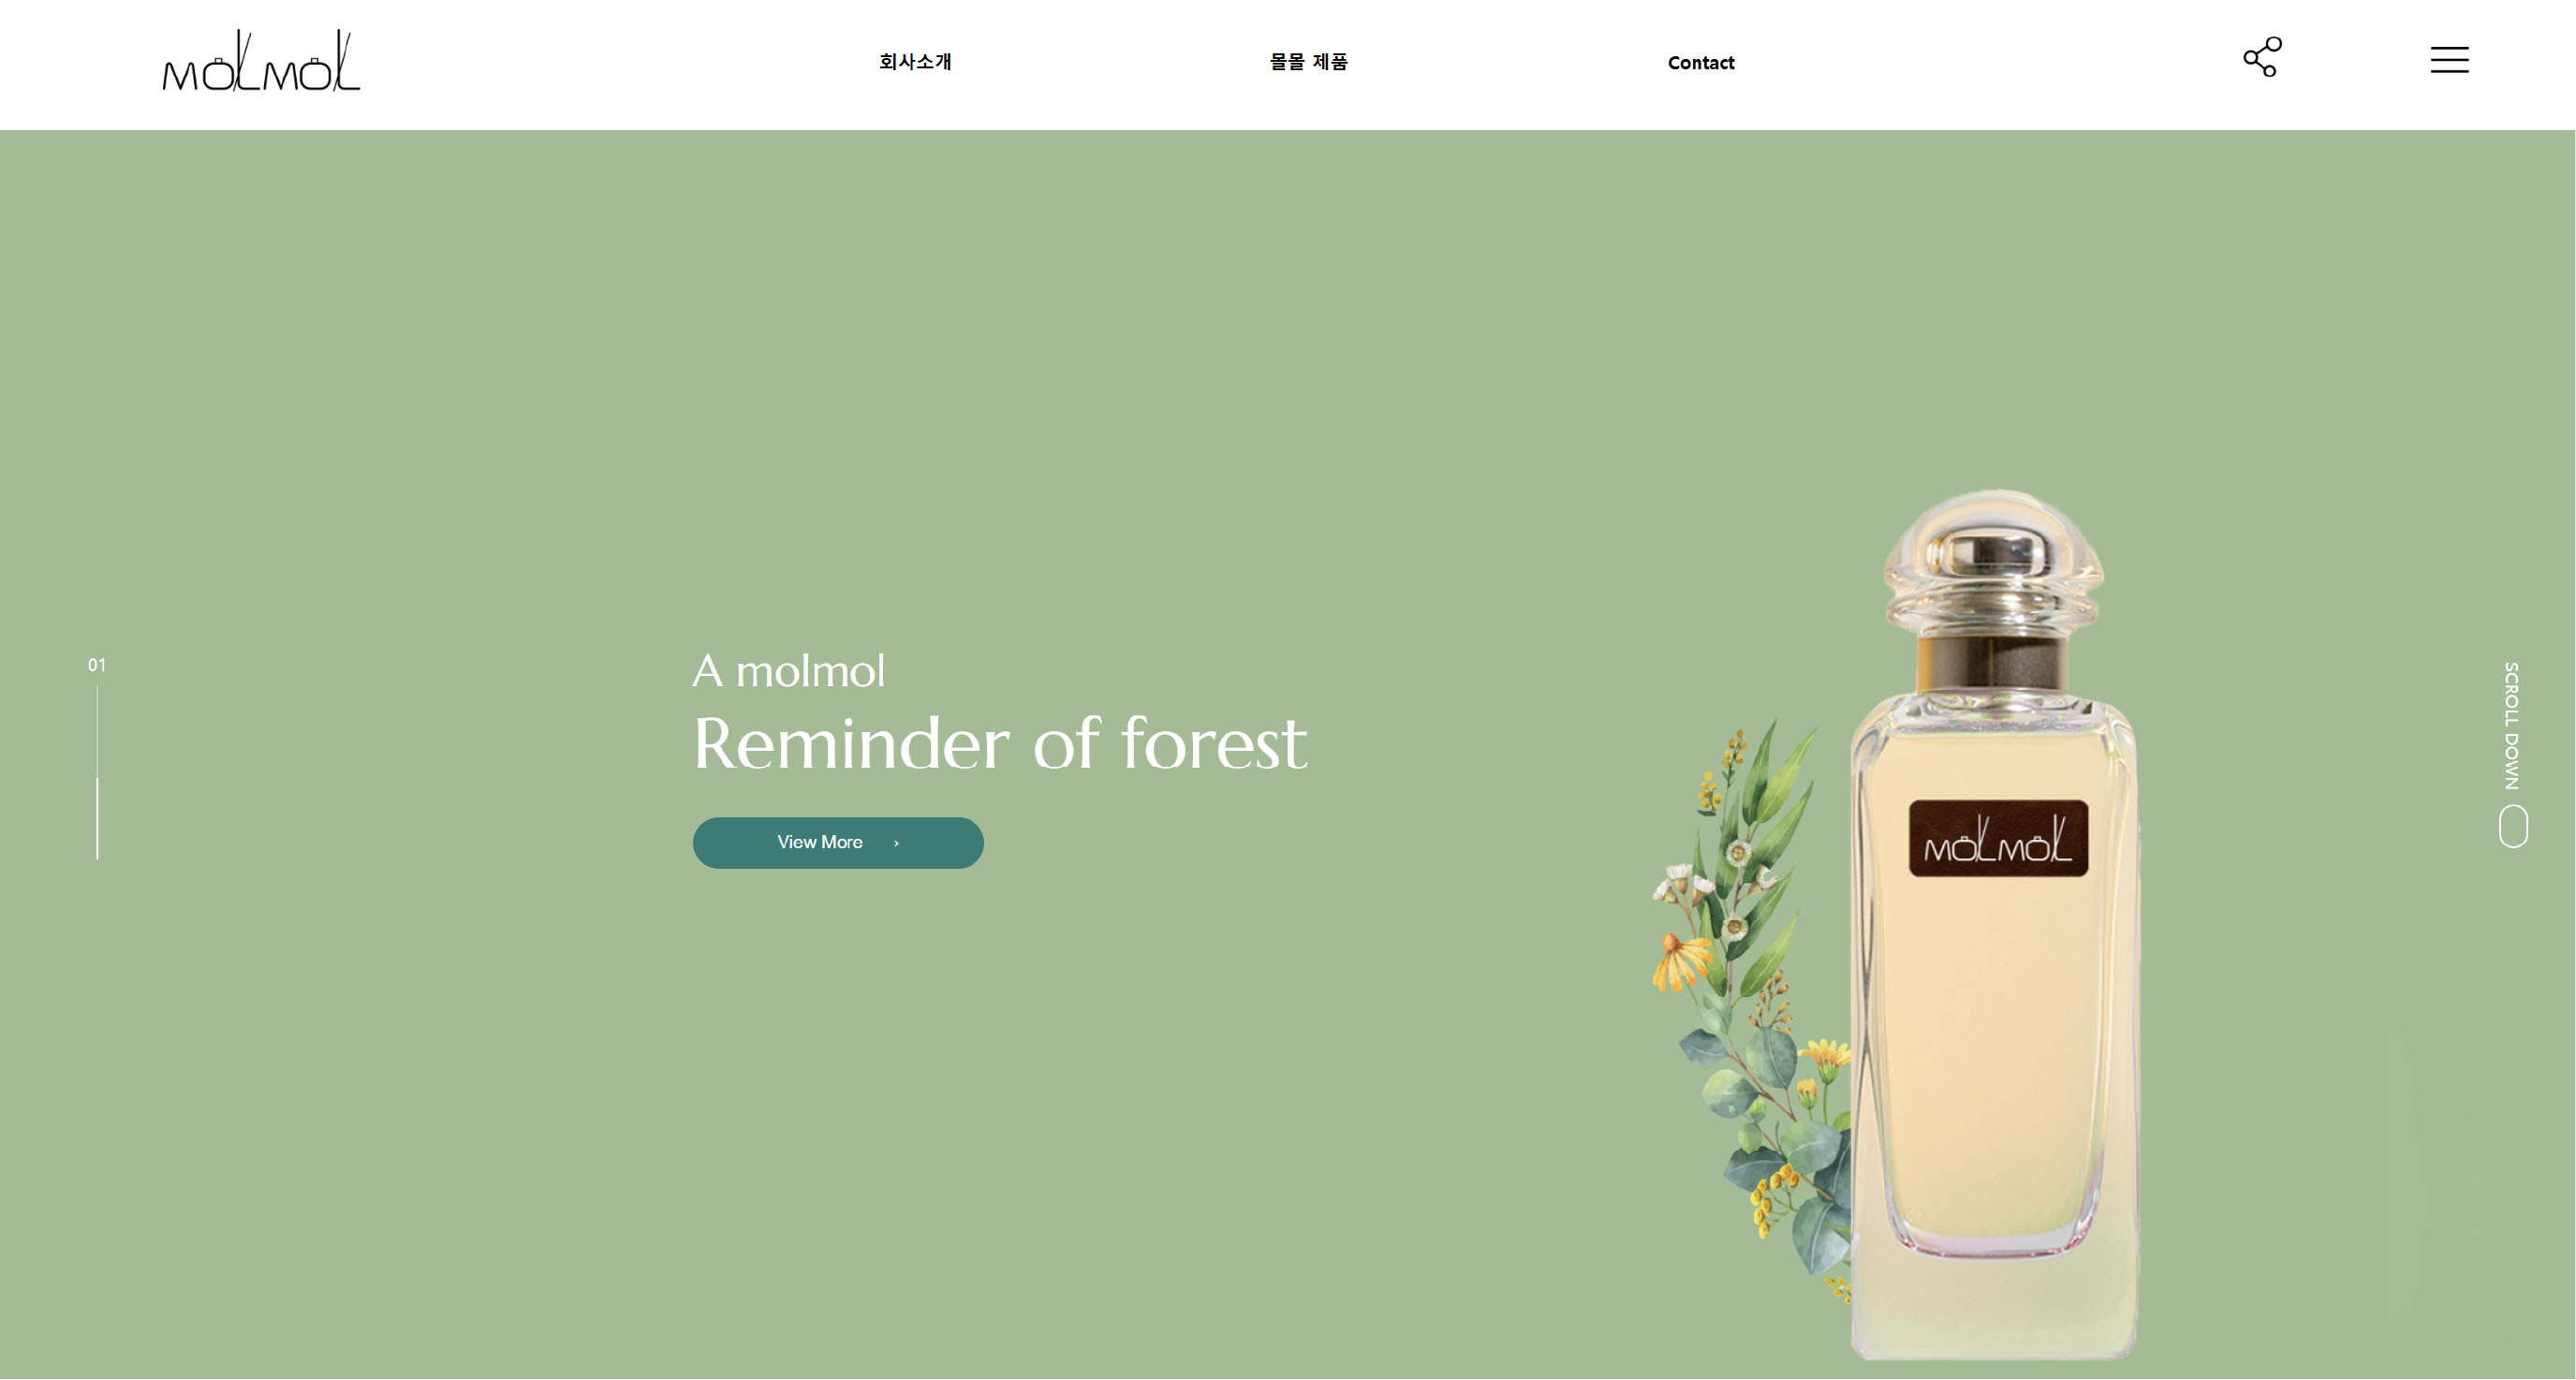 molmol
회사소개
몰몰 제품
Contact
01
A molmol
Reminder of forest
View More ›
SCROLL DOWN
molmol